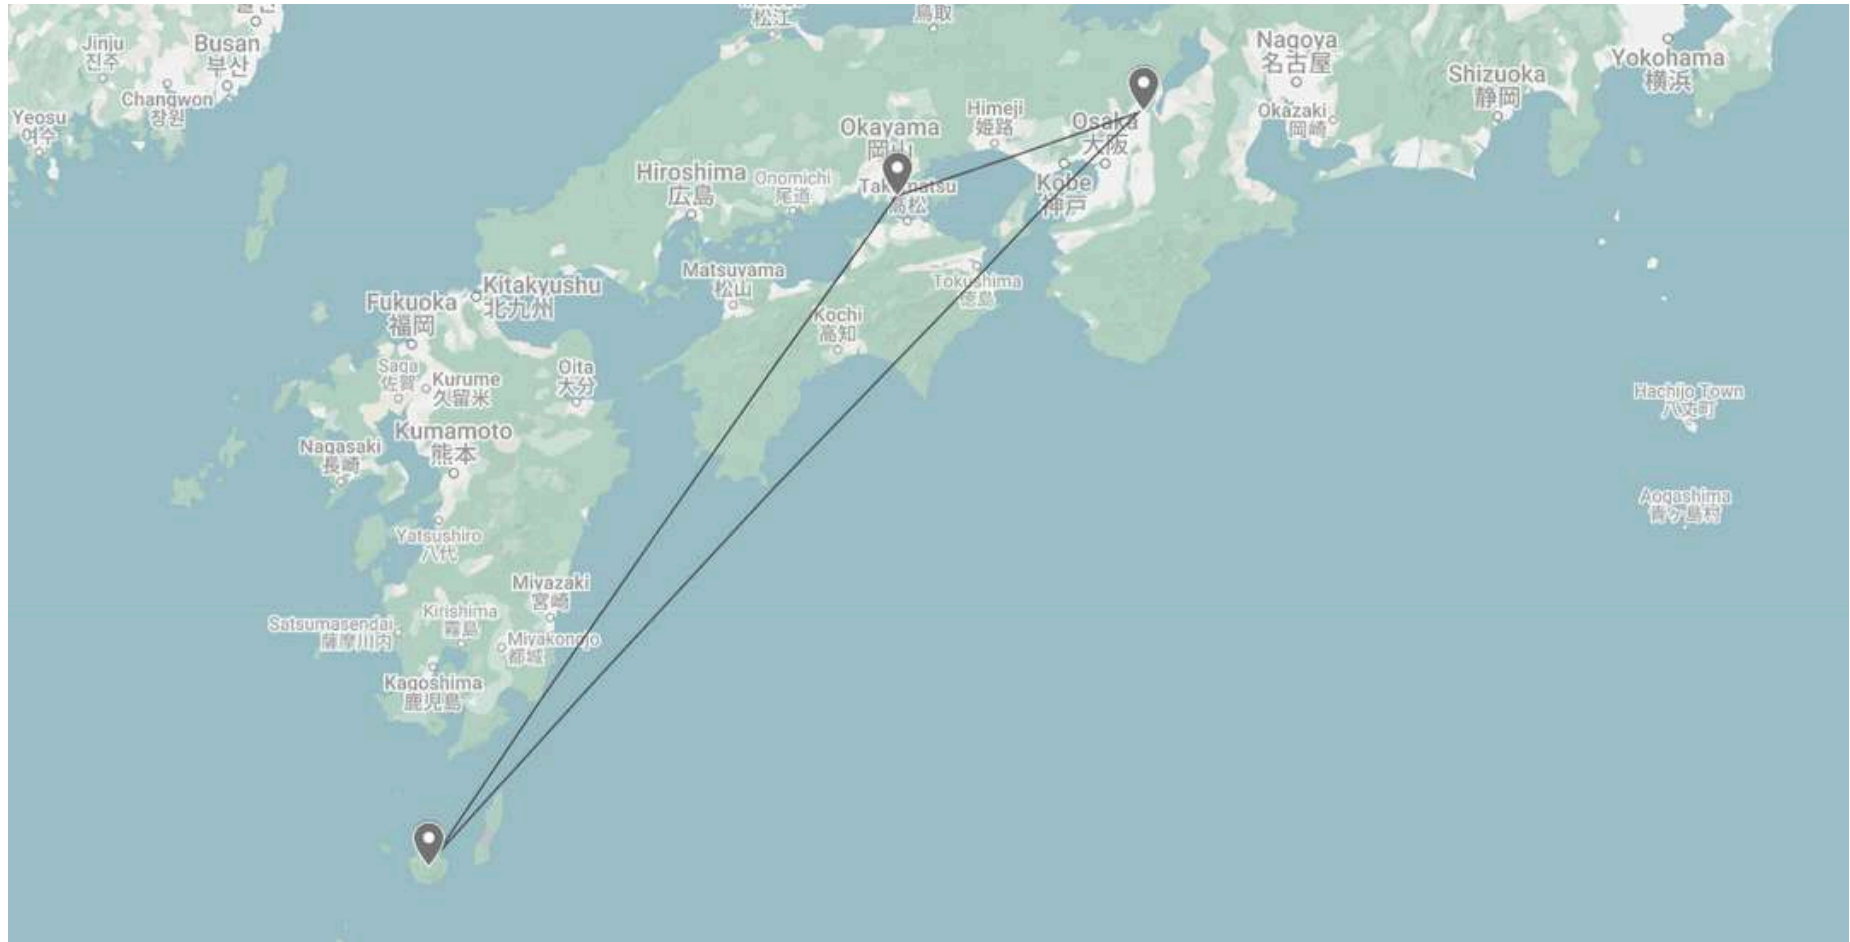 울산
松江
鳥取
Jinju
진주
Busan
부산
Changwon
창원
Yeosu
여수
Nagoya
名古屋
Okazaki
岡崎
Shizuoka
静岡
Yokohama
横浜
Himeji
姫路
Osaka
大阪
Kobe
神戸
Okayama
岡山
Takamatsu
高松
Hiroshima
広島
Onomichi
尾道
Matsuyama
松山
Tokushima
徳島
Kochi
高知
Kitakyushu
北九州
Fukuoka
福岡
Saga
佐賀
Kurume
久留米
Oita
大分
Kumamoto
熊本
Nagasaki
長崎
Yatsushiro
八代
Miyazaki
宮崎
Kirishima
霧島
Satsumasendai
薩摩川内
Miyakonojo
都城
Kagoshima
鹿児島
Hachijo Town
八丈町
Aogashima
青ヶ島村